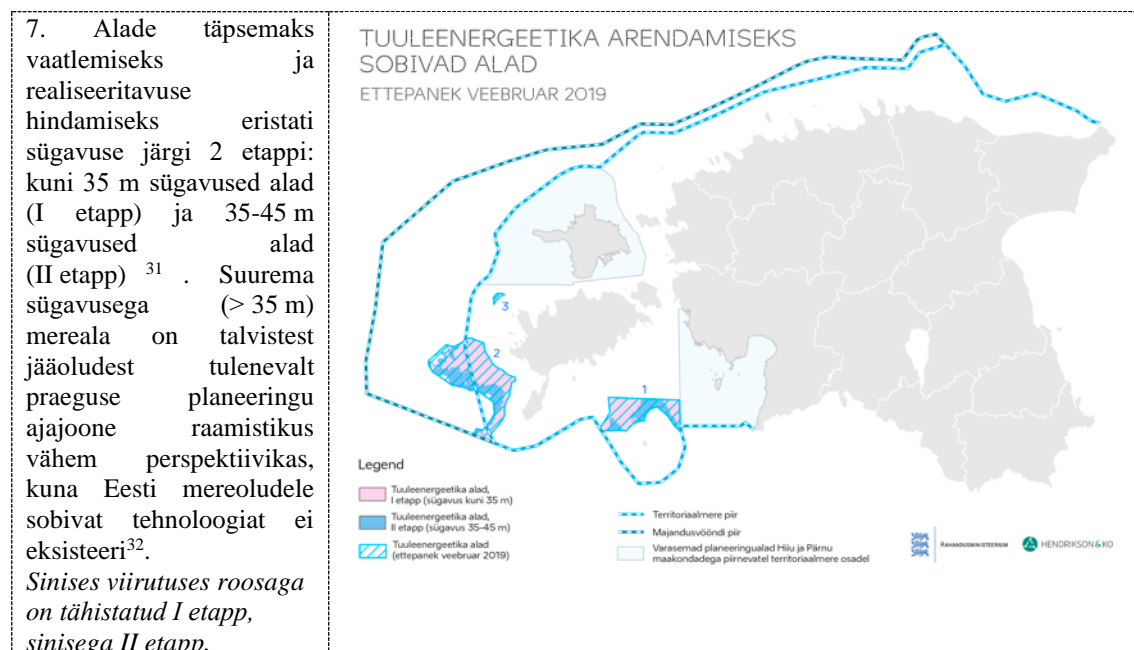 7. Alade täpsemaks
vaatlemiseks ja
realiseeritavuse
hindamiseks eristati
sügavuse järgi 2 etappi:
kuni 35 m sügavused alad
(I etapp) ja 35-45 m
sügavused alad
(II etapp) 31 . Suurema
sügavusega (> 35 m)
mereala on talvistest
jääoludest tulenevalt
praeguse planeeringu
ajajoone raamistikus
vähem perspektiivikas,
kuna Eesti mereoludele
sobivat tehnoloogiat ei
eksisteeri32.
Sinises viirutuses roosaga
on tähistatud I etapp,
sinisega II etapp.
TUULEENERGEETIKA ARENDAMISEKS
SOBIVAD ALAD
ETTEPANEK VEEBRUAR 2019
3
2
1
Legend
Tuuleenergeetika alad,
I etapp (sügavus kuni 35 m)
Tuuleenergeetika alad,
II etapp (sügavus 35-45 m)
Tuuleenergeetika alad
(ettepanek veebruar 2019)
Territoriaalmere piir
Majandusvööndi piir
Varasemad planeeringualad Hiiu ja Pärnu
maakondadega piirnevatel territoriaalmere osadel
RAHANDUSMINISTEERIUM
HENDRIKSON & KO